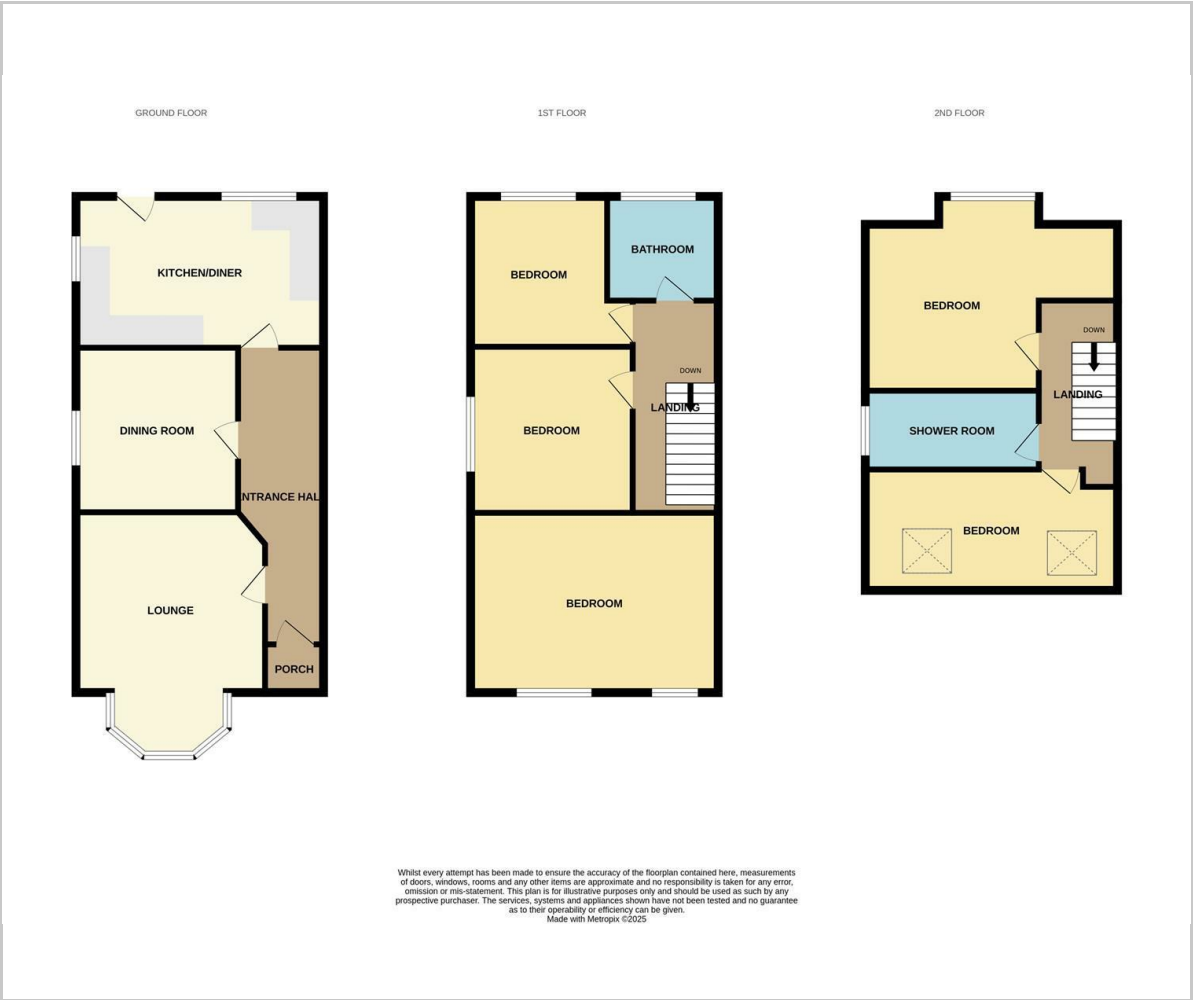 GROUND FLOOR
KITCHEN/DINER
DINING ROOM
ENTRANCE HALL
LOUNGE
PORCH
1ST FLOOR
BEDROOM
BATHROOM
DOWN
LANDING
BEDROOM
BEDROOM
2ND FLOOR
BEDROOM
DOWN
LANDING
SHOWER ROOM
BEDROOM
Whilst every attempt has been made to ensure the accuracy of the floorplan contained here, measurements
of doors, windows, rooms and any other items are approximate and no responsibility is taken for any error,
omission or mis-statement. This plan is for illustrative purposes only and should be used as such by any
prospective purchaser. The services, systems and appliances shown have not been tested and no guarantee
as to their operability or efficiency can be given.
Made with Metropix ©2025